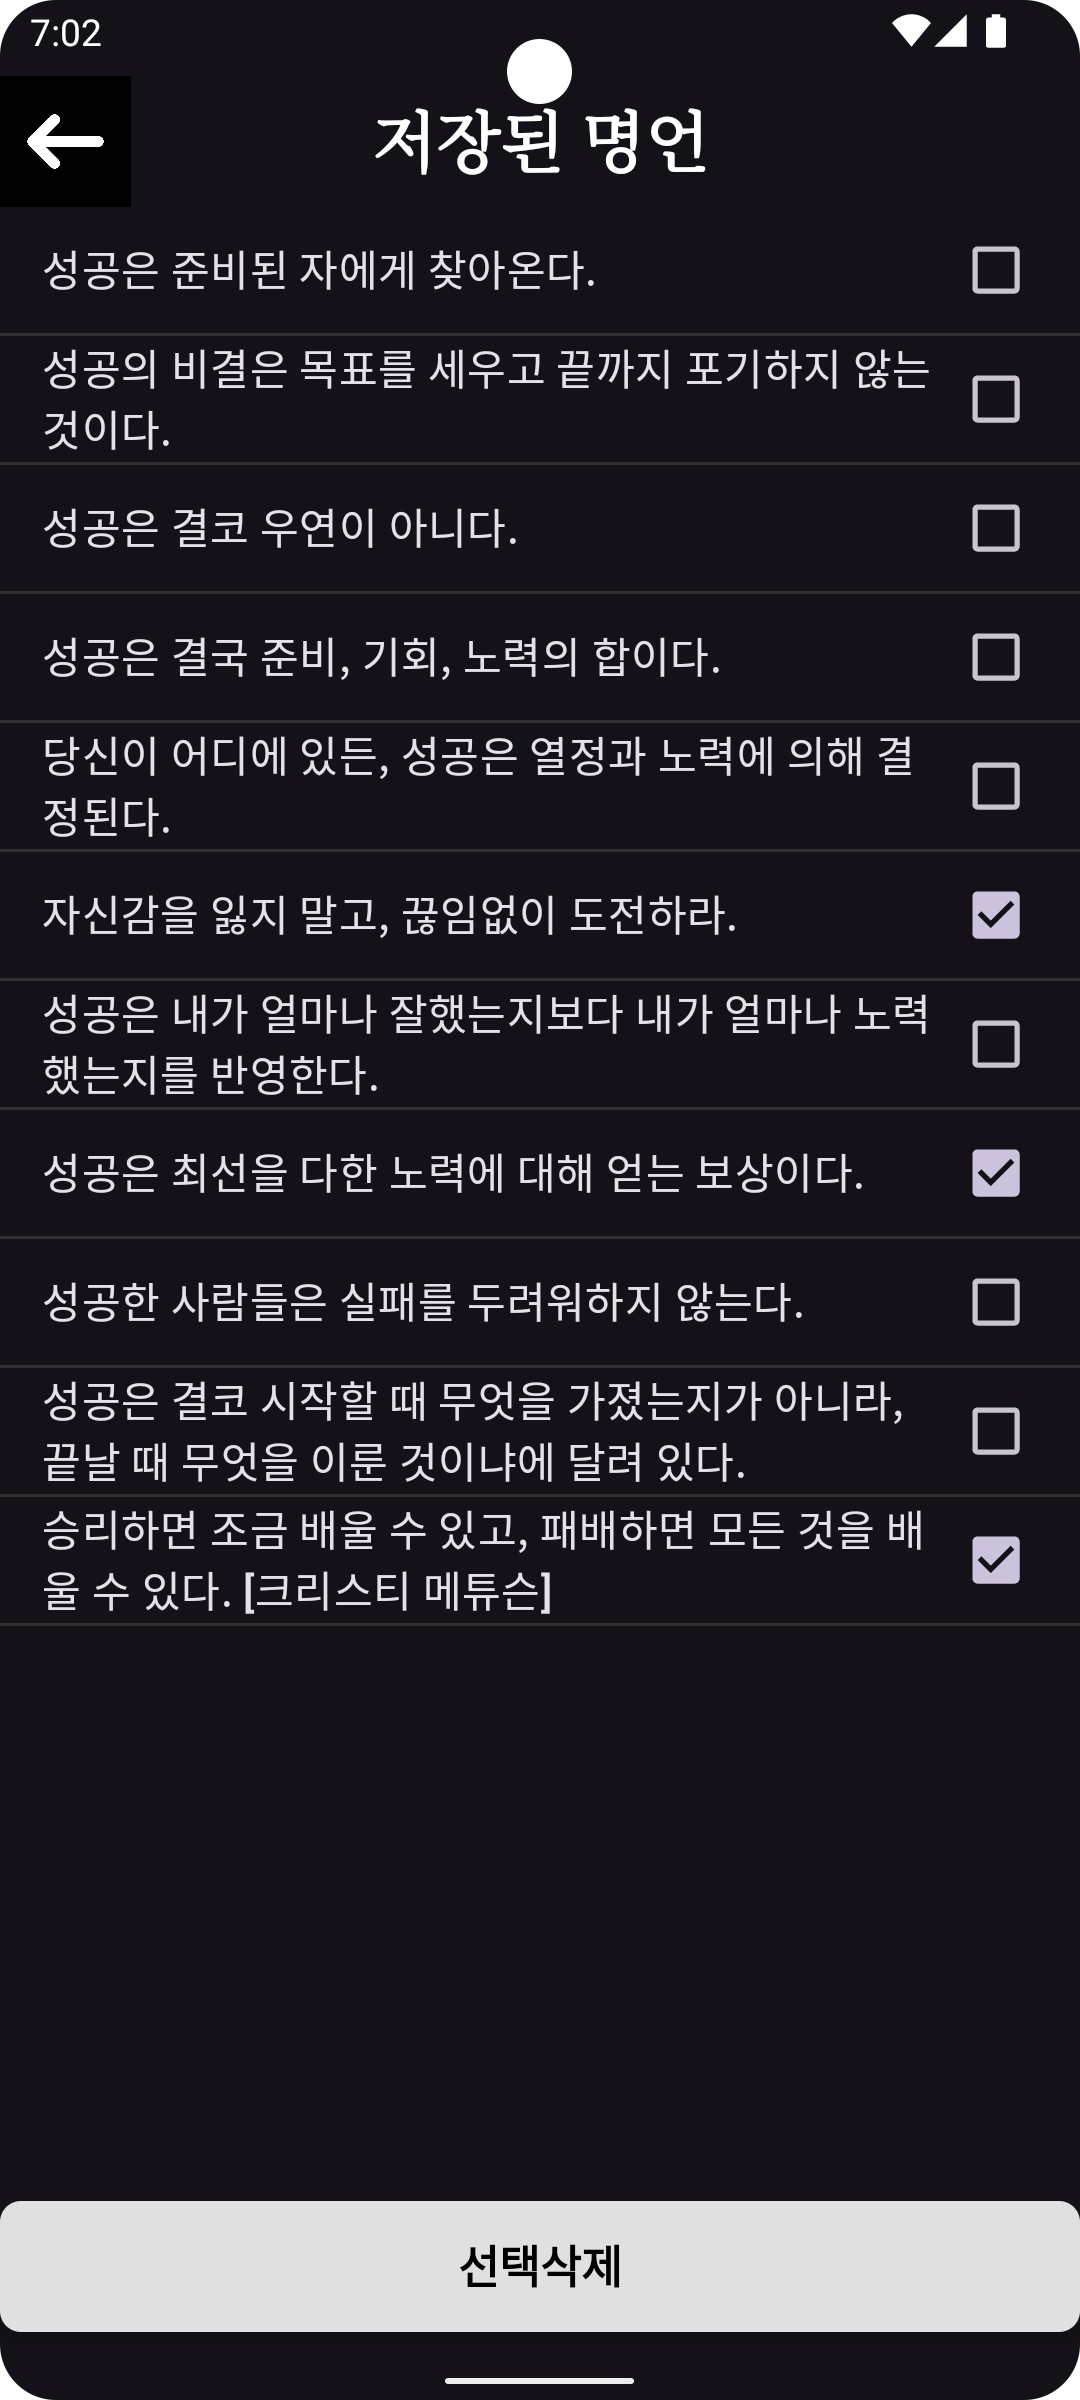 7:02
저장된 명언
성공은 준비된 자에게 찾아온다.
성공의 비결은 목표를 세우고 끝까지 포기하지 않는
것이다.
성공은 결코 우연이 아니다.
성공은 결국 준비, 기회, 노력의 합이다.
당신이 어디에 있든, 성공은 열정과 노력에 의해 결
정된다.
자신감을 잃지 말고, 끊임없이 도전하라.
성공은 내가 얼마나 잘했는지보다 내가 얼마나 노력
했는지를 반영한다.
성공은 최선을 다한 노력에 대해 얻는 보상이다.
성공한 사람들은 실패를 두려워하지 않는다.
성공은 결코 시작할 때 무엇을 가졌는지가 아니라,
끝날 때 무엇을 이룬 것이냐에 달려 있다.
승리하면 조금 배울 수 있고, 패배하면 모든 것을 배
울 수 있다. [크리스티 메튜슨]
선택삭제